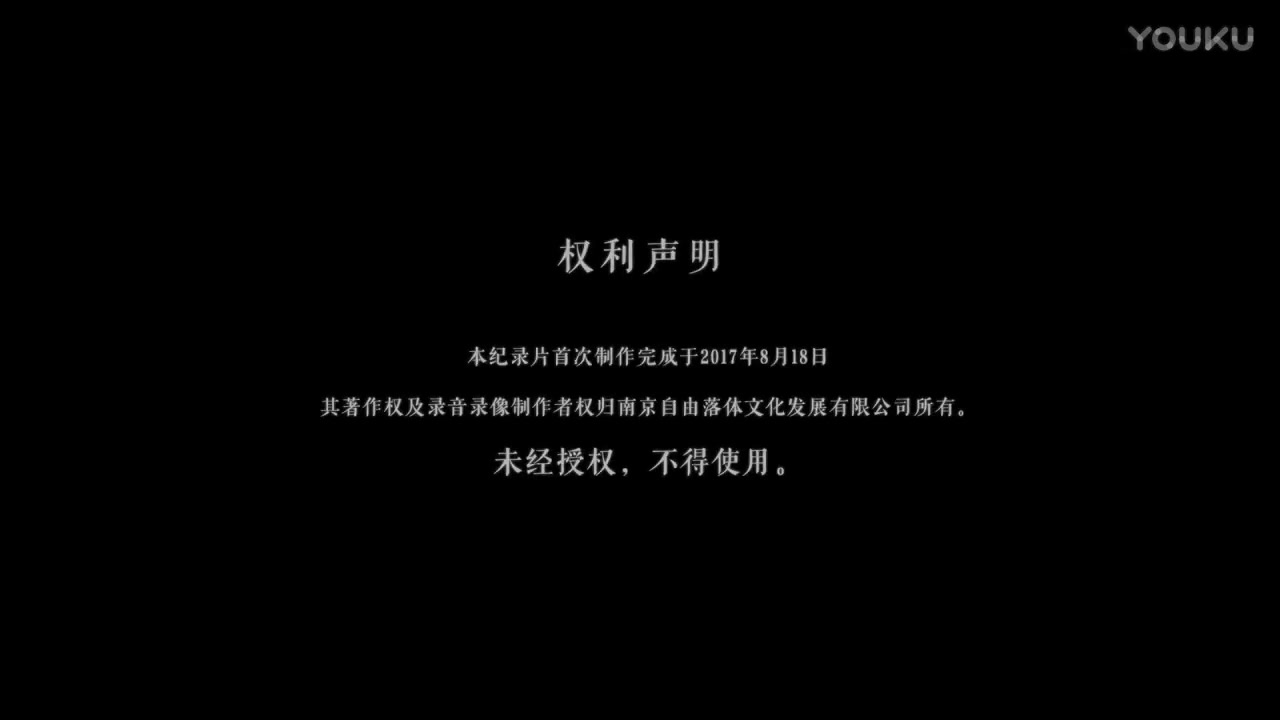 YOUKU
权利声明
本纪录片首次制作完成于2017年8月18日
其著作权及录音录像制作者权归南京自由落体文化发展有限公司所有。
未经授权，不得使用。